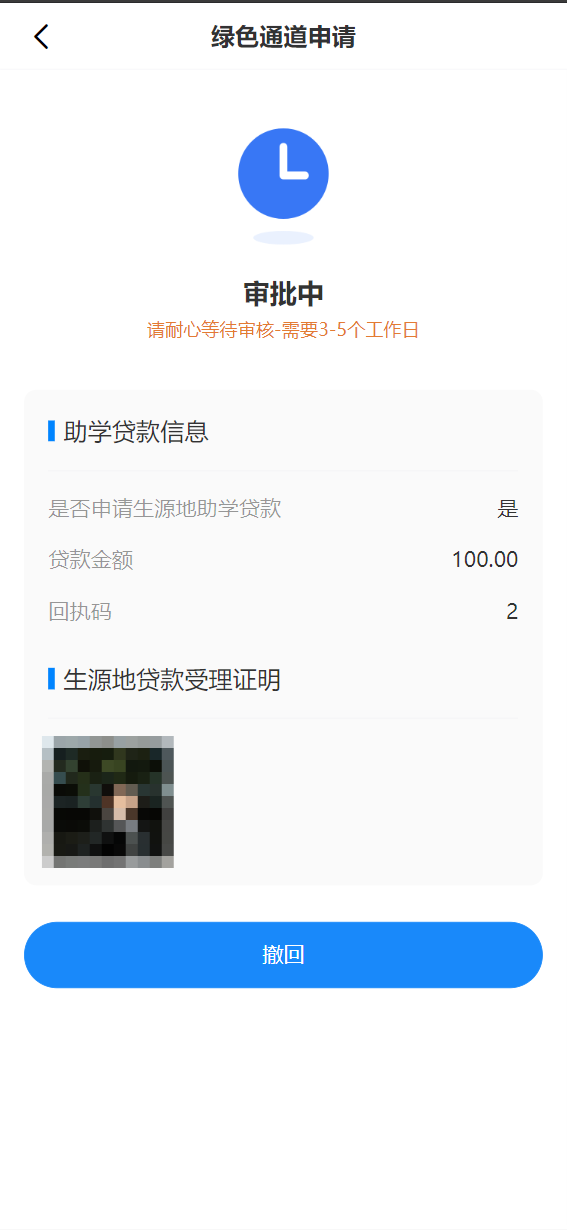 绿色通道申请
审批中
请耐心等待审核-需要3-5个工作日
助学贷款信息
是否申请生源地助学贷款 是
贷款金额 100.00
回执码 2
生源地贷款受理证明
撤回